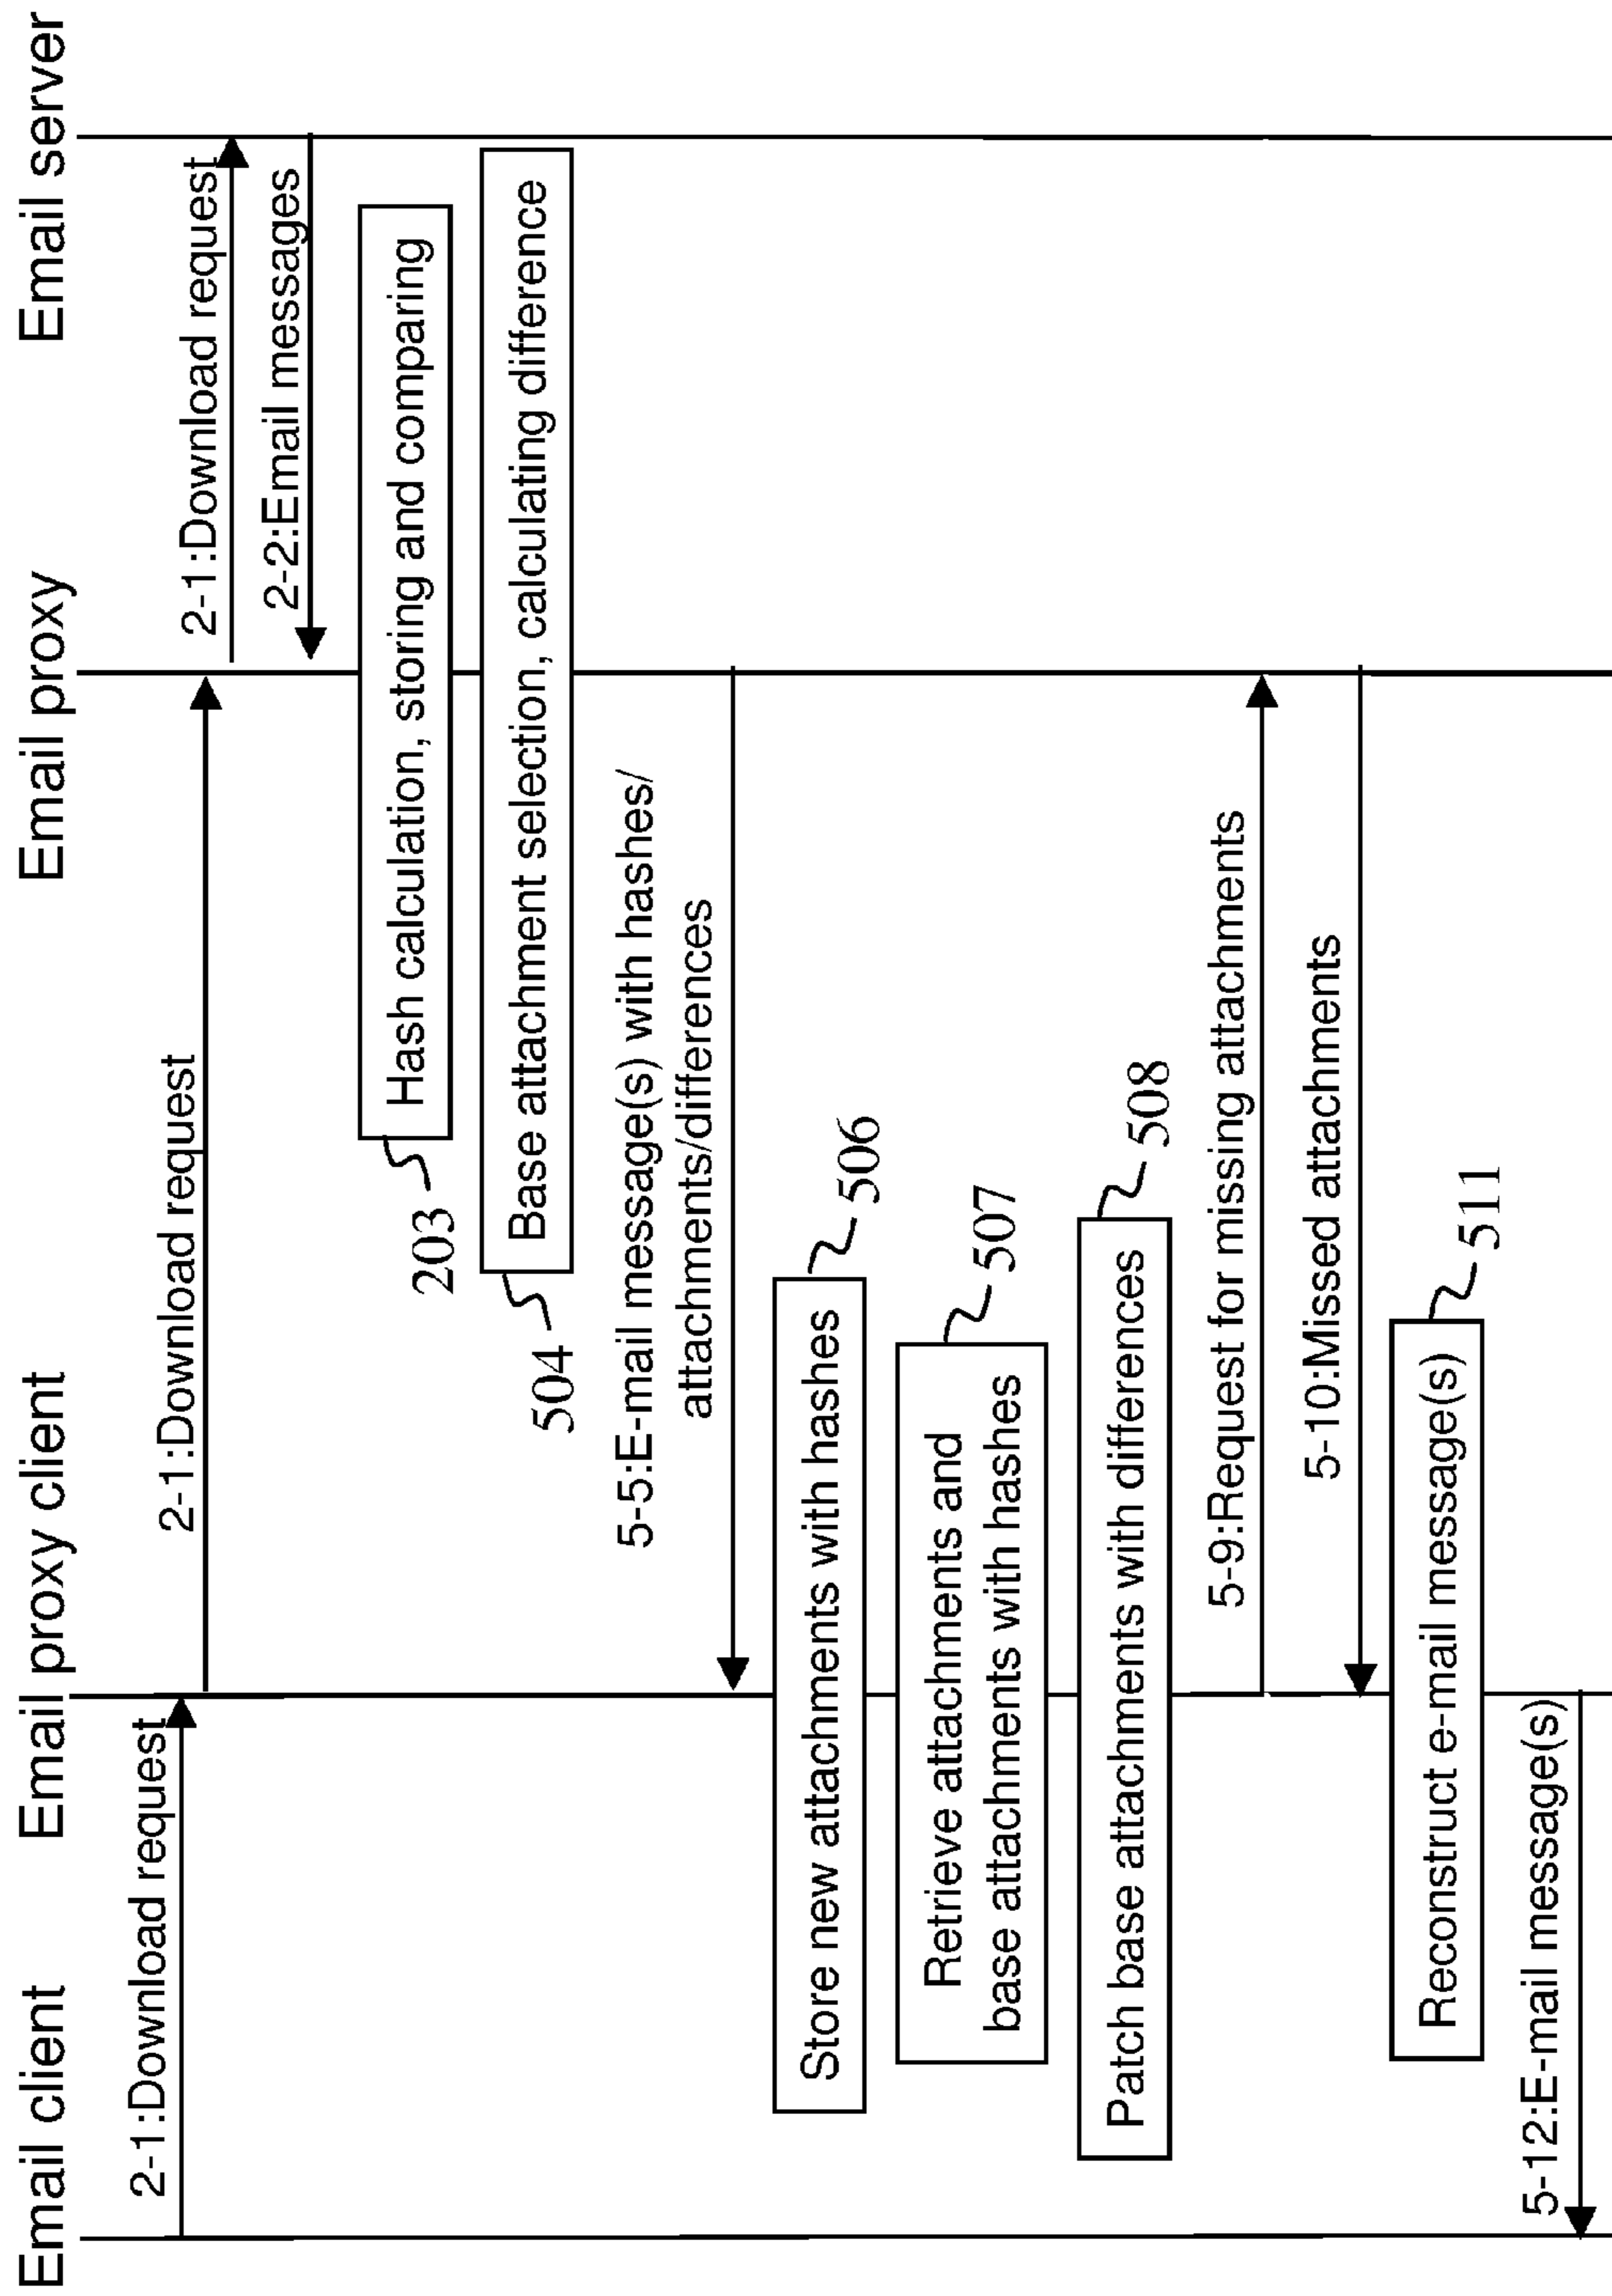 Email client
Email proxy client
Email proxy
Email server
2-1:Download request
2-1:Download request
2-1:Download request
2-2:Email messages
203
Hash calculation, storing and comparing
504
Base attachment selection, calculating difference
5-5:E-mail message(s) with hashes/
attachments/differences
Store new attachments with hashes
506
Retrieve attachments and
base attachments with hashes
507
Patch base attachments with differences
508
5-9:Request for missing attachments
5-10:Missed attachments
Reconstruct e-mail message(s)
511
5-12:E-mail message(s)